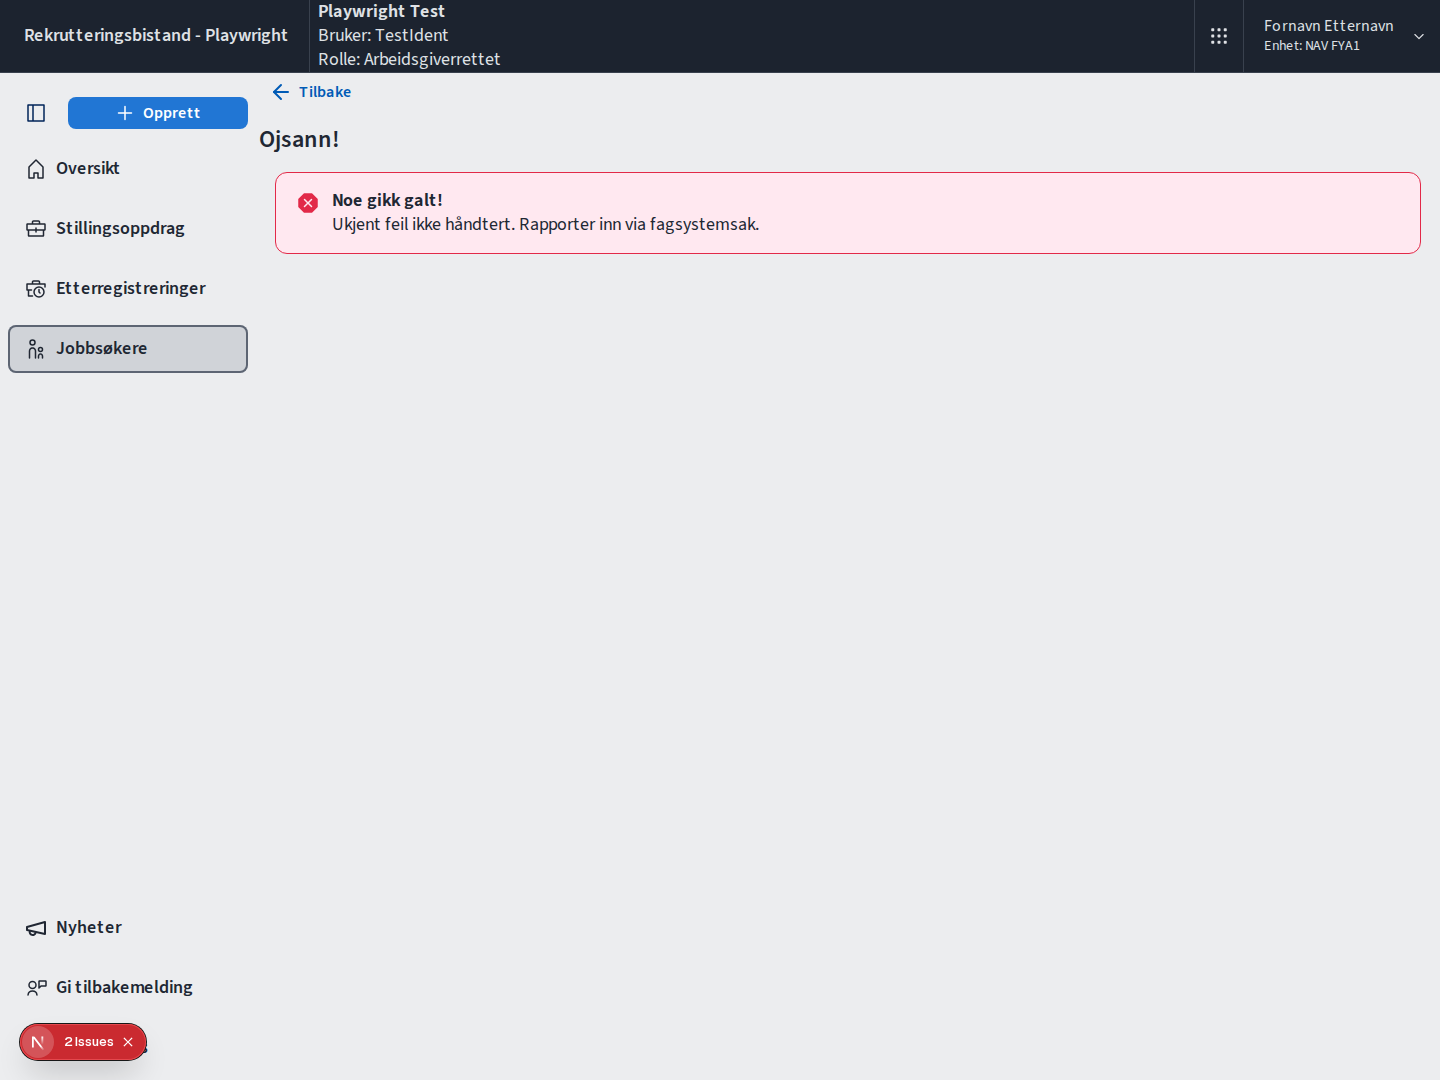 Rekrutteringsbistand - Playwright
Playwright Test
Bruker: TestIdent
Rolle: Arbeidsgiverrettet
Fornavn Etternavn
Enhet: NAV FYA1
Opprett
Oversikt
Stillingsoppdrag
Etterregistreringer
Jobbsøkere
Tilbake
Ojsann!
Noe gikk galt!
Ukjent feil ikke håndtert. Rapporter inn via fagsystemsak.
Nyheter
Gi tilbakemelding
2 Issues